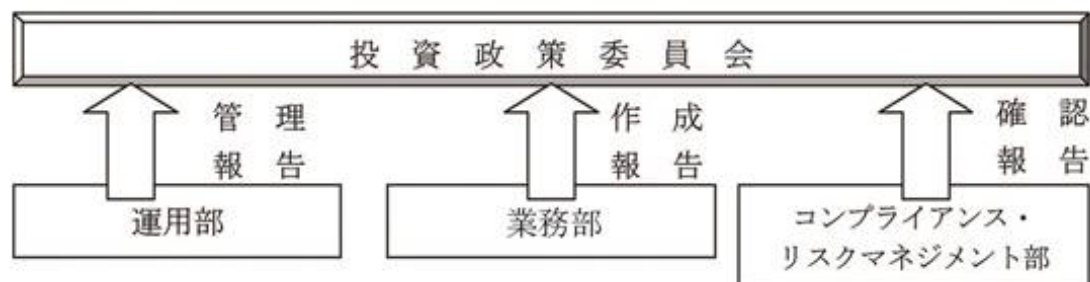 投資政策委員会
管理
報告
作成
報告
確認
報告
運用部
業務部
コンプライアンス・
リスクマネジメント部